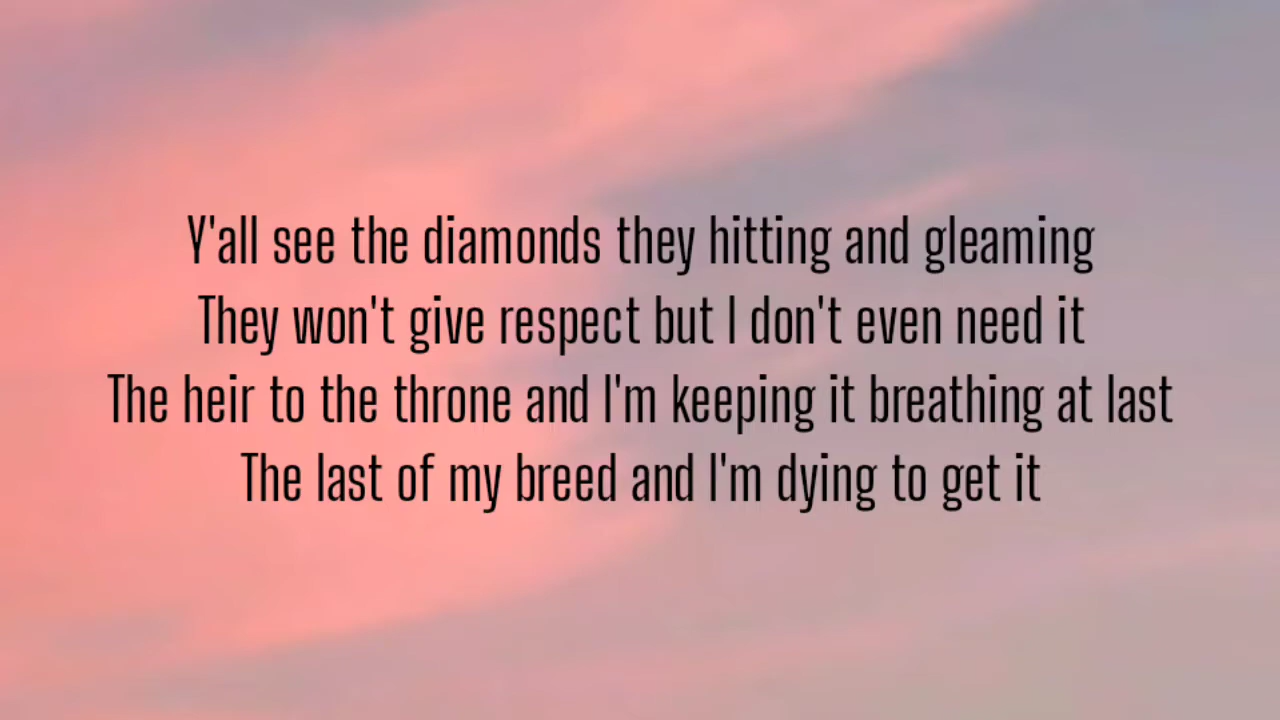 Y'all see the diamonds they hitting and gleaming
They won't give respect but I don't even need it
The heir to the throne and I'm keeping it breathing at last
The last of my breed and I'm dying to get it